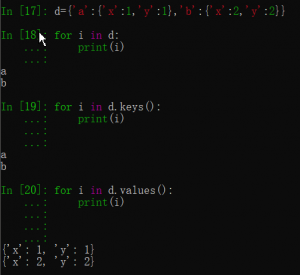 In [17]: d={'a':{'x':1,'y':1},'b':{'x':2,'y':2}}
In [18]: for i in d:
...:     print(i)
...:
a
b
In [19]: for i in d.keys():
...:     print(i)
...:
...:
a
b
In [20]: for i in d.values():
...:     print(i)
...:
...:
...:
{'x': 1, 'y': 1}
{'x': 2, 'y': 2}